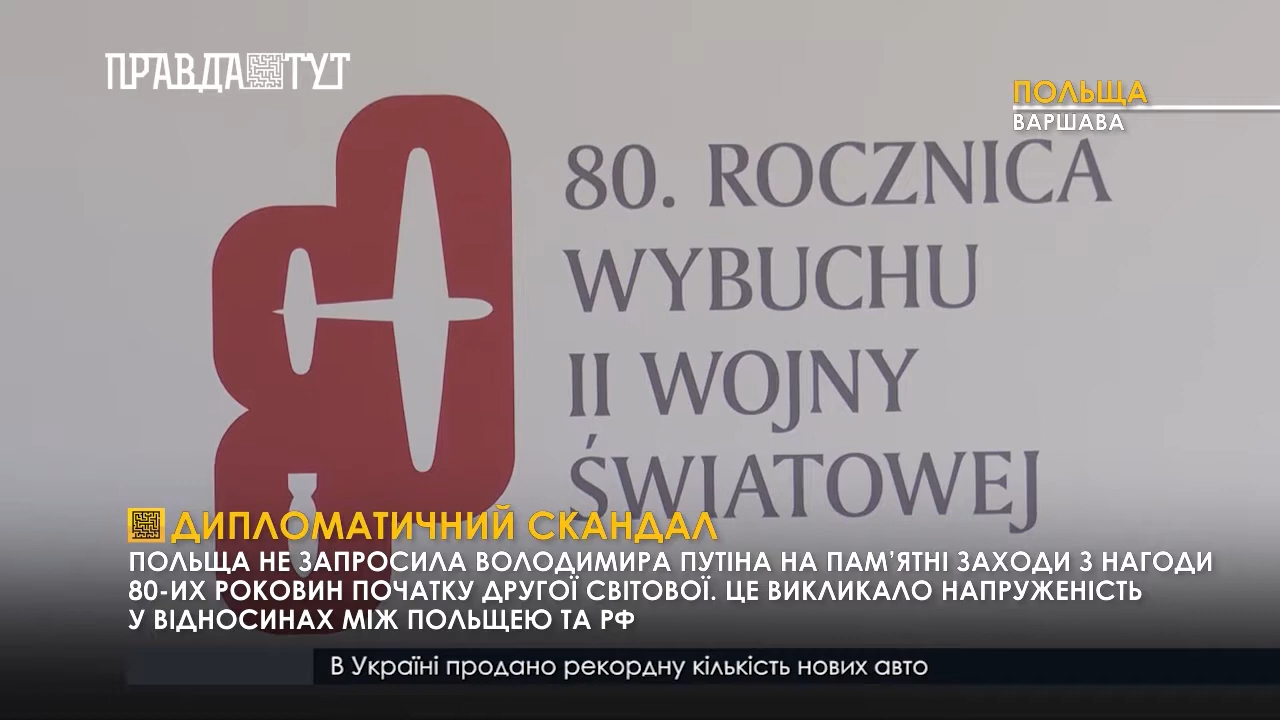 ПРАВДА ТУТ
ПОЛЬЩА
ВАРШАВА
80. ROCZNICA
WYBUCHU
II WOJNY
ŚWIATOWEJ
ДИПЛОМАТИЧНИЙ СКАНДАЛ
ПОЛЬЩА НЕ ЗАПРОСИЛА ВОЛОДИМИРА ПУТІНА НА ПАМ’ЯТНІ ЗАХОДИ З НАГОДИ
80-ИХ РОКОВИН ПОЧАТКУ ДРУГОЇ СВІТОВОЇ. ЦЕ ВИКЛИКАЛО НАПРУЖЕНІСТЬ
У ВІДНОСИНАХ МІЖ ПОЛЬЩЕЮ ТА РФ
В Україні продано рекордну кількість нових авто